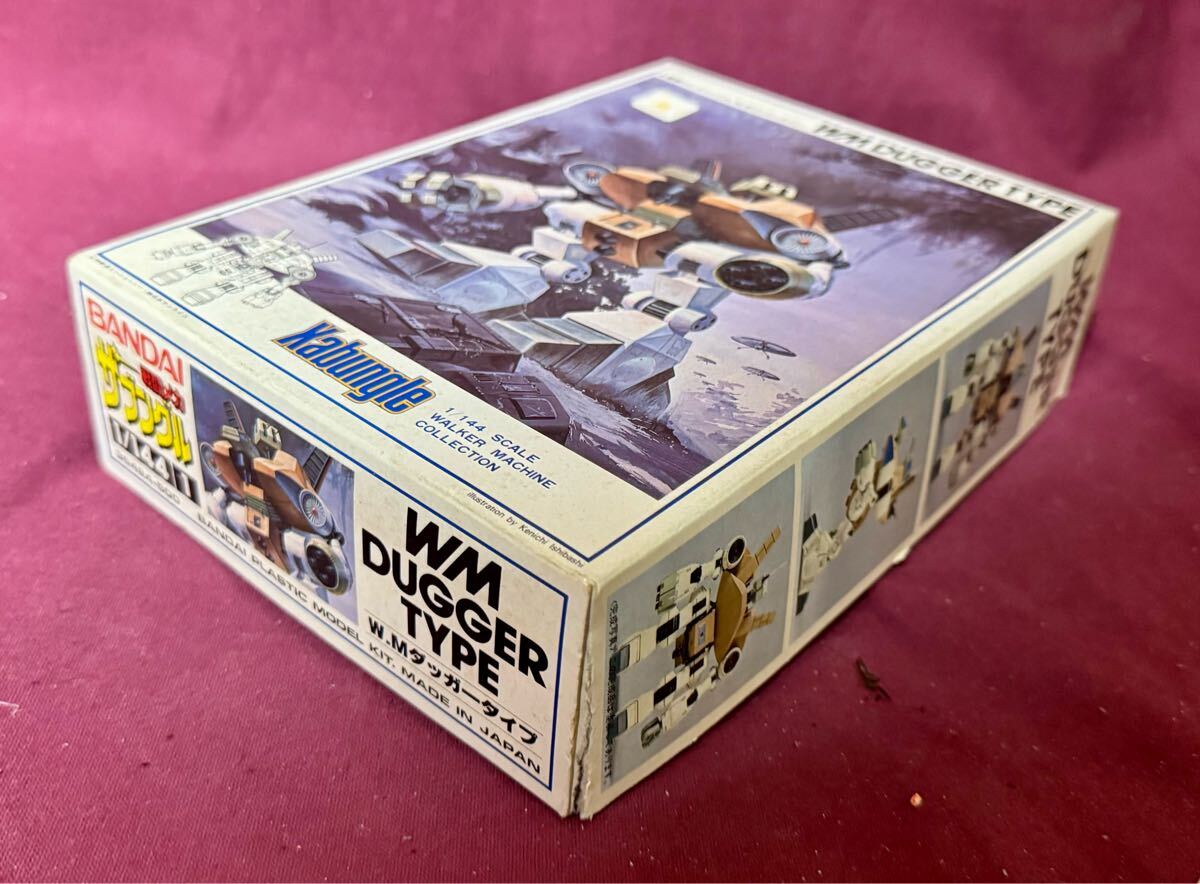 WM DUGGER TYPE
Xabungle
1/144 SCALE
WALKER MACHINE
COLLECTION
illustration by Kenichi Ishibashi
BANDAI
戦闘メカ
ザブングル
1/144
WM
DUGGER
TYPE
W.Mダッガータイプ
BANDAI PLASTIC MODEL KIT. MADE IN JAPAN
WM
DUGGER
TYPE